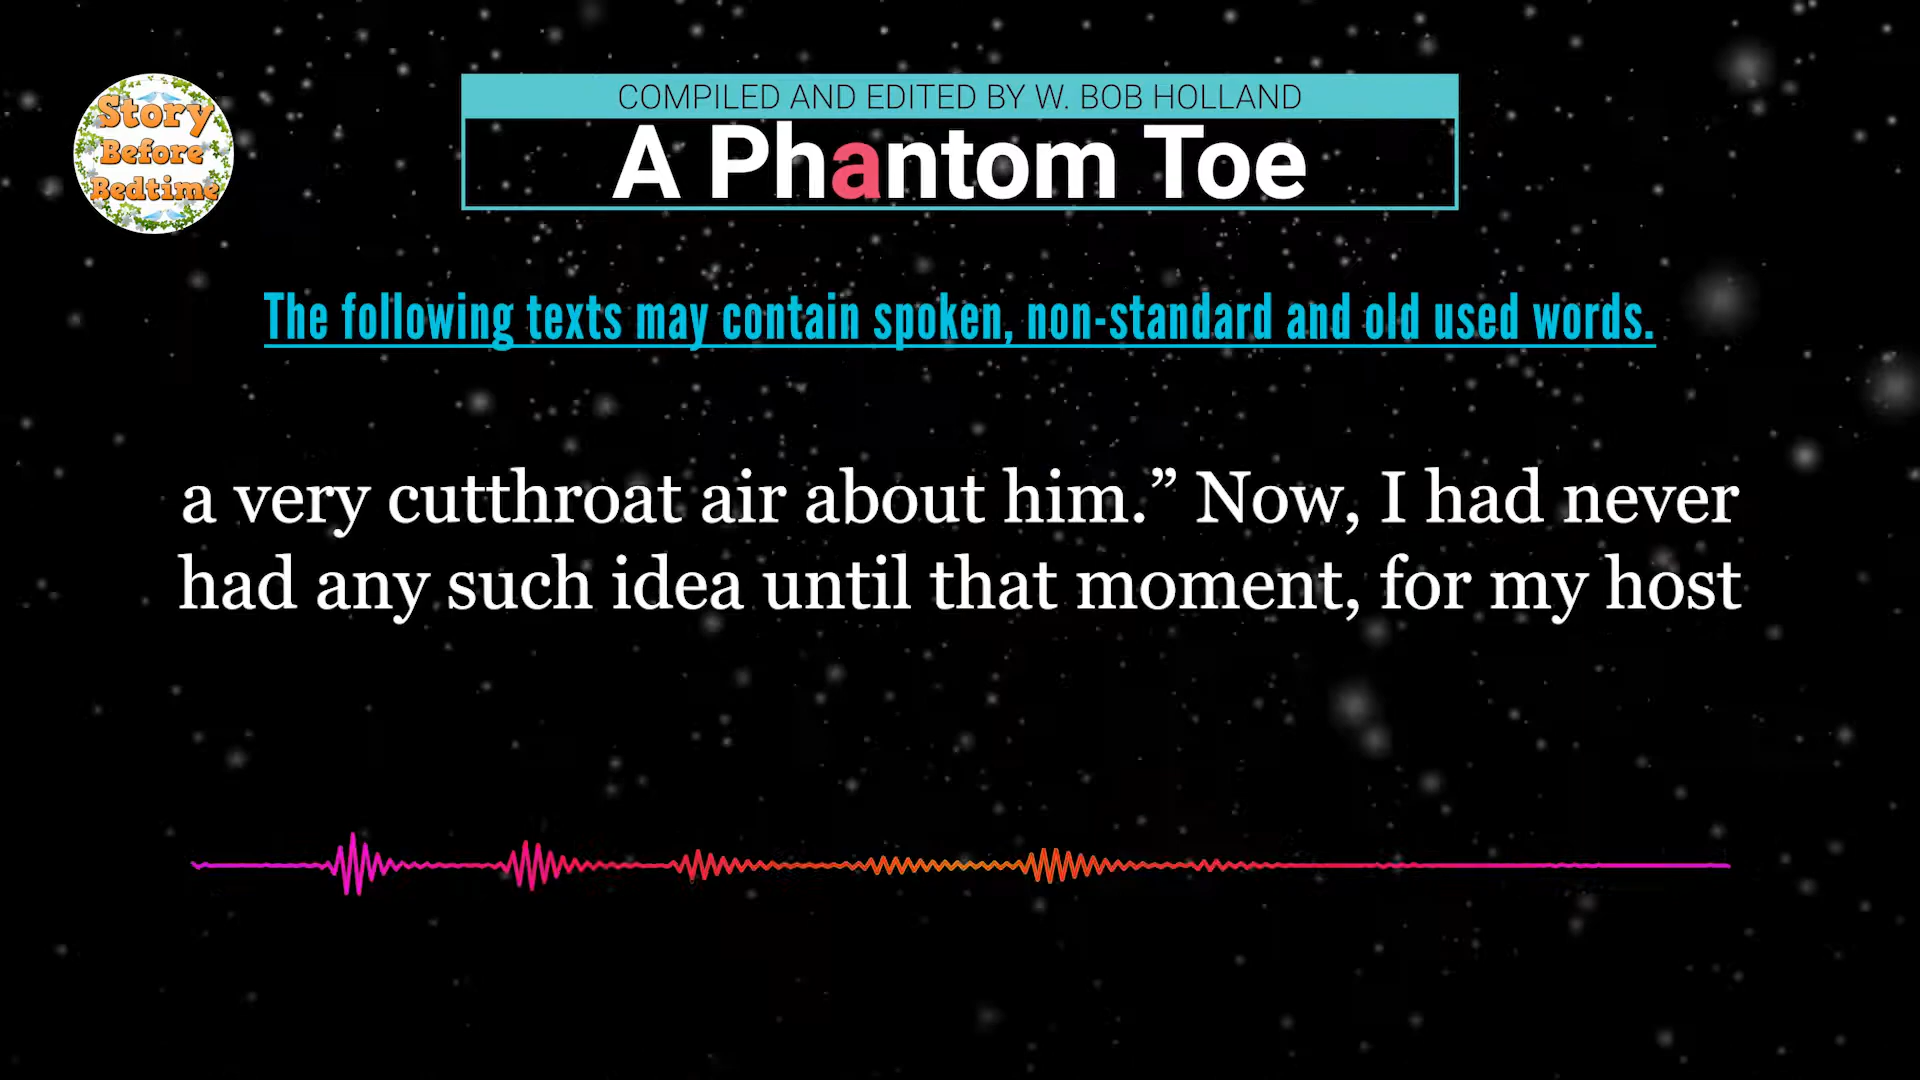 Story
Before
Bedtime
COMPILED AND EDITED BY W. BOB HOLLAND
A Phantom Toe
The following texts may contain spoken, non-standard and old used words.
a very cutthroat air about him.” Now, I had never
had any such idea until that moment, for my host